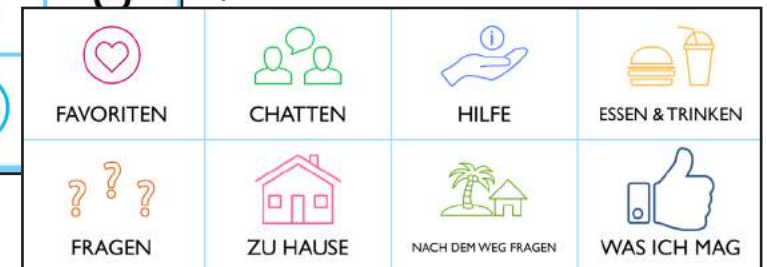 FAVORITEN
CHATTEN
HILFE
ESSEN & TRINKEN
FRAGEN
ZU HAUSE
NACH DEM WEG FRAGEN
WAS ICH MAG